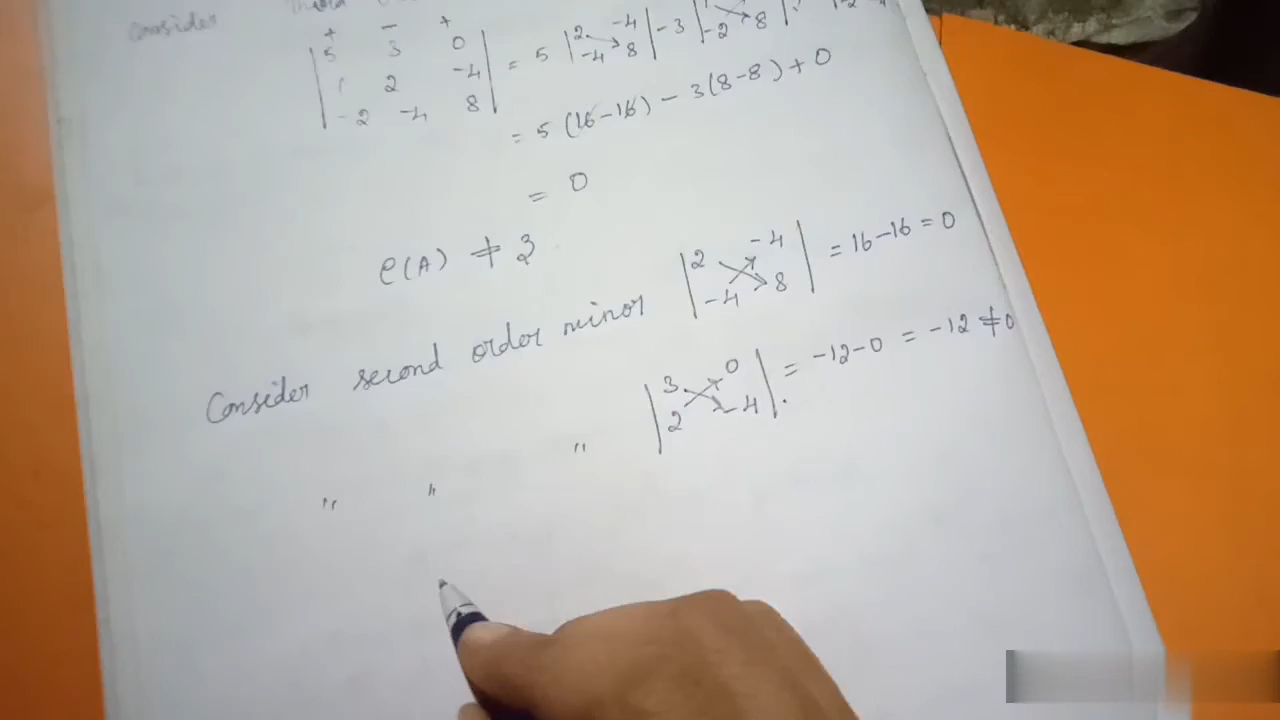 Consider
+ − +
| 5 3 0 | = 5 | 2 -4 | - 3 | -2 8 |
| 1 2 -4 | | -4 8 |
| -2 -4 8 |
= 5 (16-16) - 3(8-8) + 0
= 0
ρ(A) ≠ 3
Consider second order minor | 2 -4 | = 16-16 = 0
| -4 8 |
" " " | 3 0 | = -12-0 = -12 ≠ 0
| 2 -4 | .